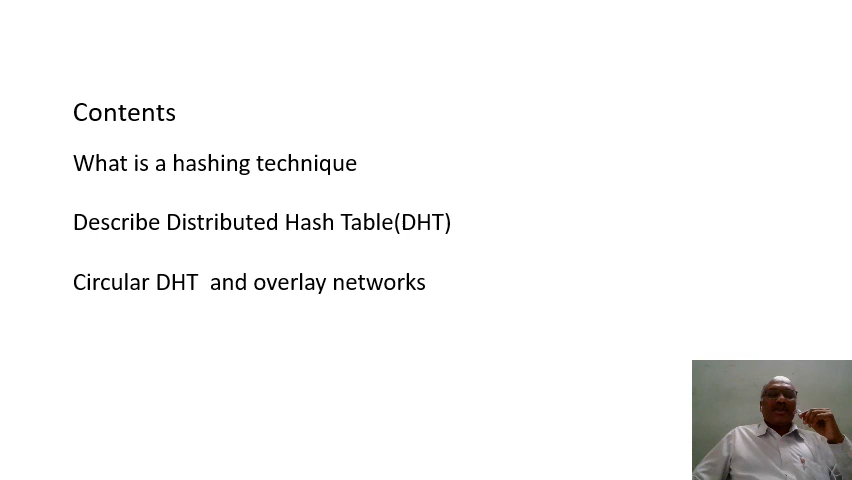 Contents
What is a hashing technique
Describe Distributed Hash Table(DHT)
Circular DHT  and overlay networks